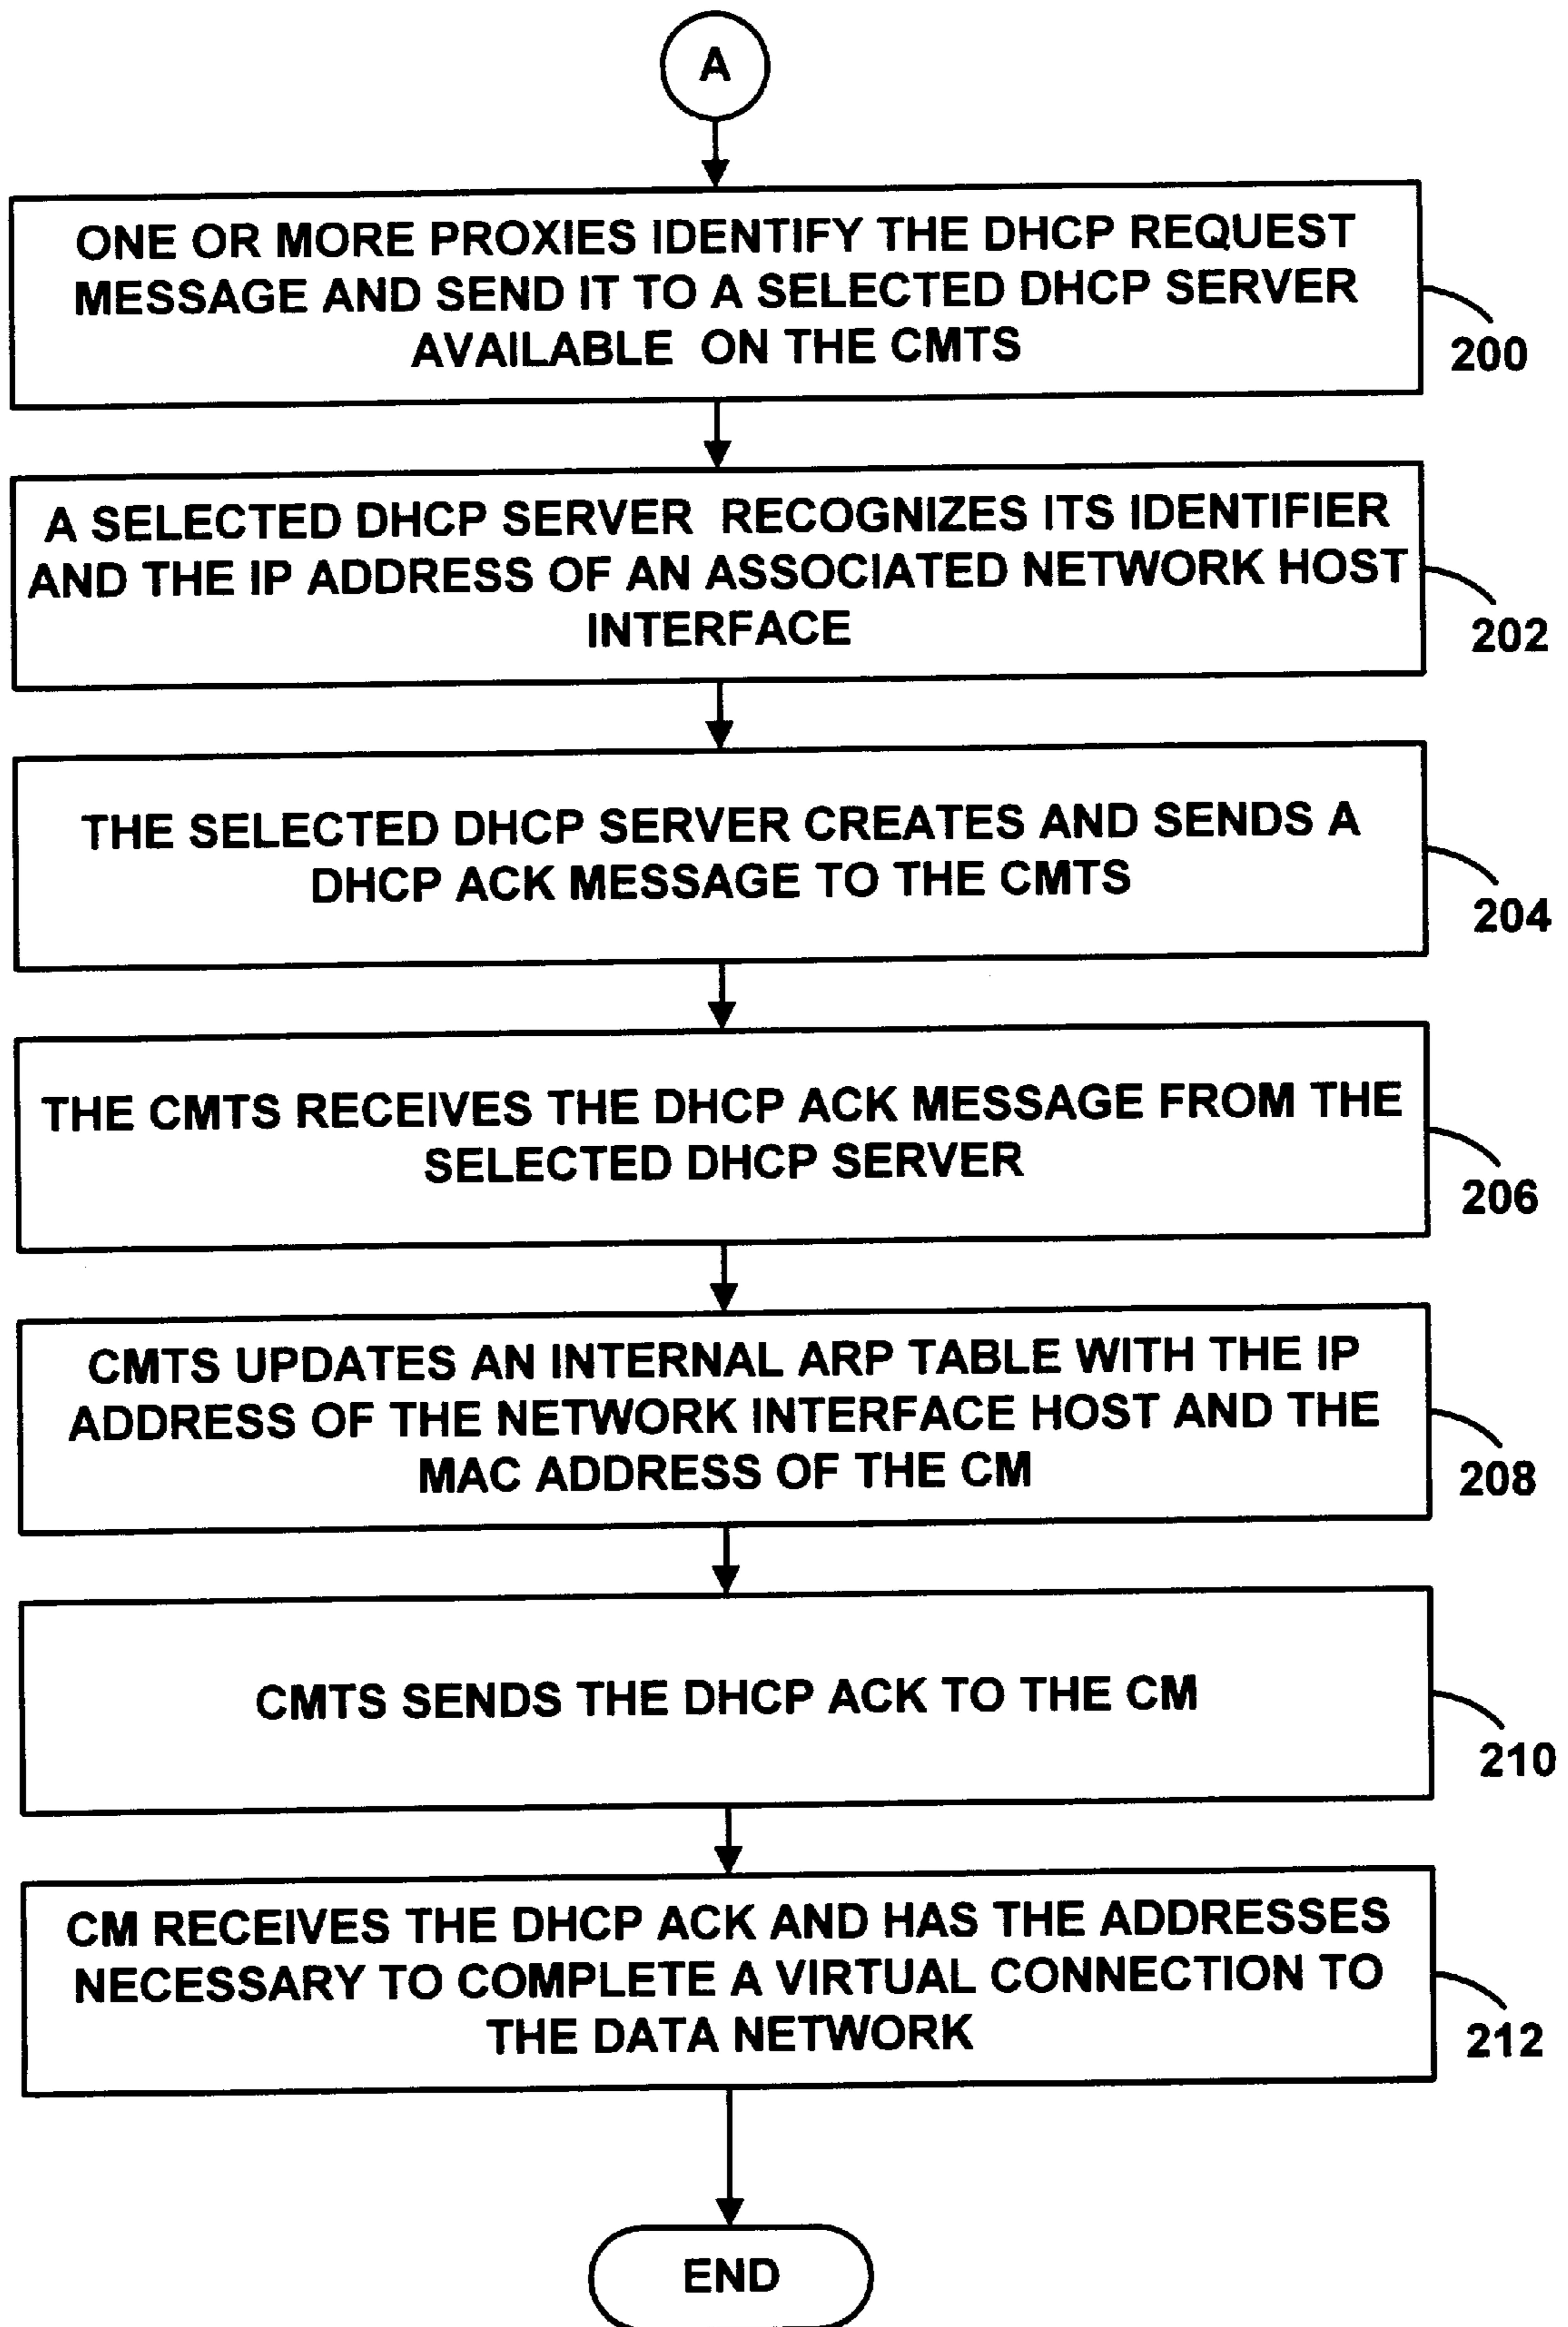 A
ONE OR MORE PROXIES IDENTIFY THE DHCP REQUEST
MESSAGE AND SEND IT TO A SELECTED DHCP SERVER
AVAILABLE ON THE CMTS
200
A SELECTED DHCP SERVER RECOGNIZES ITS IDENTIFIER
AND THE IP ADDRESS OF AN ASSOCIATED NETWORK HOST
INTERFACE
202
THE SELECTED DHCP SERVER CREATES AND SENDS A
DHCP ACK MESSAGE TO THE CMTS
204
THE CMTS RECEIVES THE DHCP ACK MESSAGE FROM THE
SELECTED DHCP SERVER
206
CMTS UPDATES AN INTERNAL ARP TABLE WITH THE IP
ADDRESS OF THE NETWORK INTERFACE HOST AND THE
MAC ADDRESS OF THE CM
208
CMTS SENDS THE DHCP ACK TO THE CM
210
CM RECEIVES THE DHCP ACK AND HAS THE ADDRESSES
NECESSARY TO COMPLETE A VIRTUAL CONNECTION TO
THE DATA NETWORK
212
END